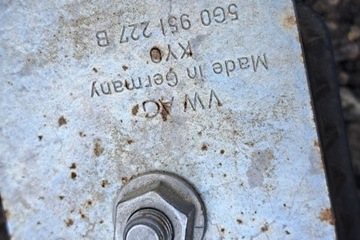 VW AG
Made in Germany
KYO
5G0 951 227 B